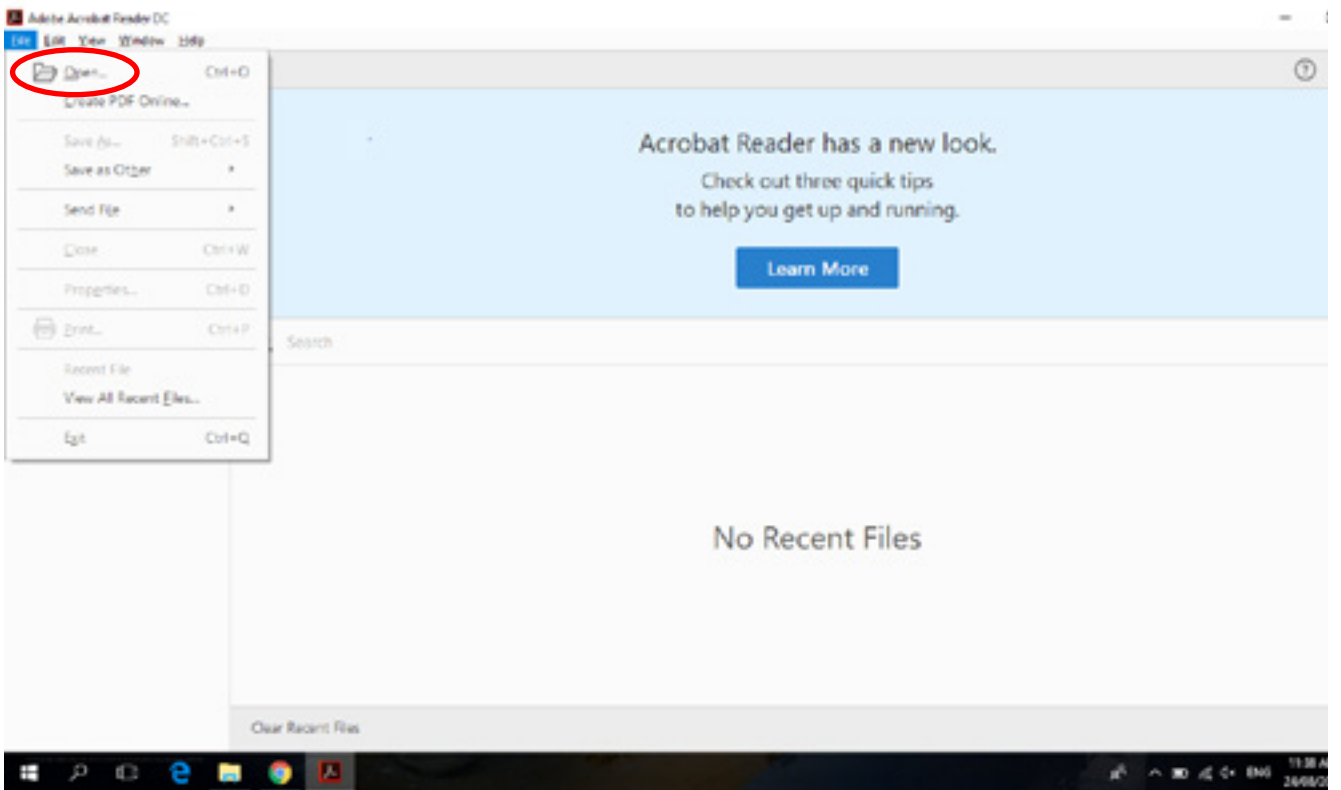 Adobe Acrobat Reader DC
File Edit View Window Help
Open... Ctrl+O
Create PDF Online...
Save As... Shift+Ctrl+S
Save as Other
Send File
Close Ctrl+W
Properties... Ctrl+D
Print... Ctrl+P
Recent File
View All Recent Files...
Exit Ctrl+Q
Acrobat Reader has a new look.
Check out three quick tips
to help you get up and running.
Learn More
Search
No Recent Files
Clear Recent Files
ENG
11:38